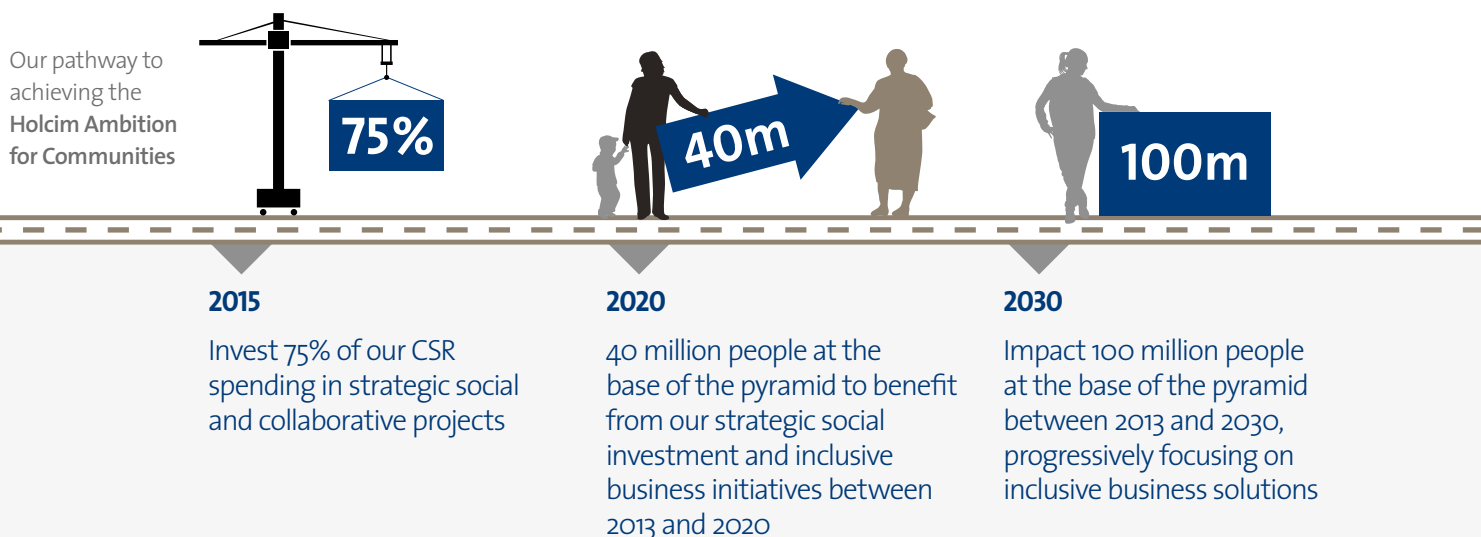 Our pathway to
achieving the
Holcim Ambition
for Communities
75%
40m
100m
2015
Invest 75% of our CSR
spending in strategic social
and collaborative projects
2020
40 million people at the
base of the pyramid to benefit
from our strategic social
investment and inclusive
business initiatives between
2013 and 2020
2030
Impact 100 million people
at the base of the pyramid
between 2013 and 2030,
progressively focusing on
inclusive business solutions